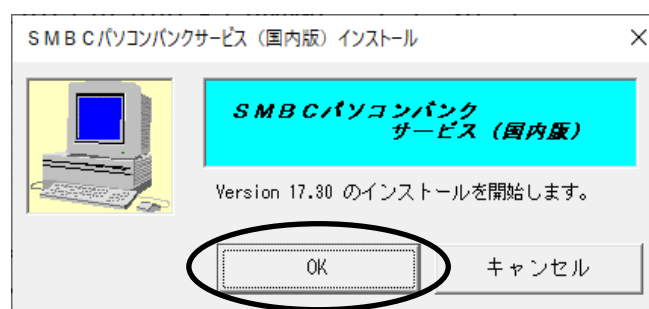 ＳＭＢＣパソコンバンクサービス（国内版）インストール
ＳＭＢＣパソコンバンク
サービス（国内版）
Version 17.30 のインストールを開始します。
OK
キャンセル